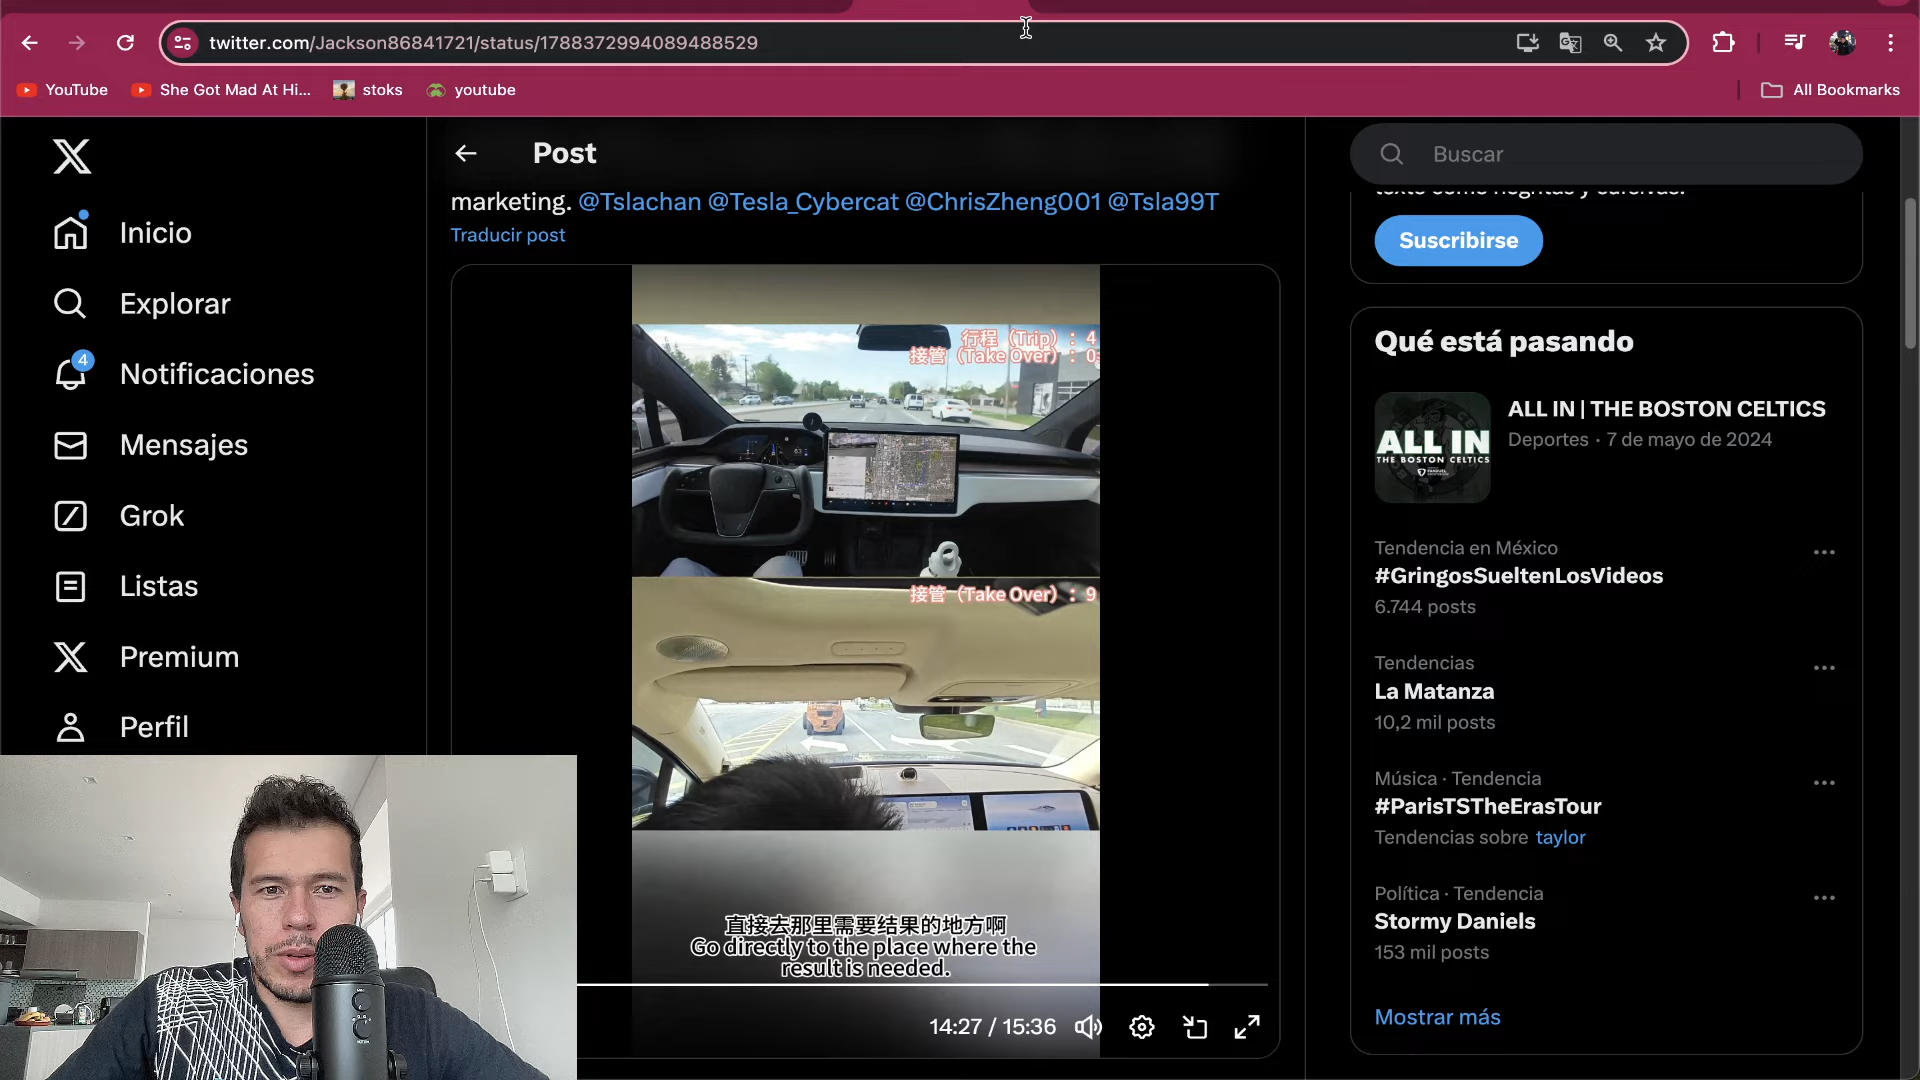 twitter.com/Jackson86841721/status/1788372994089488529
YouTube
She Got Mad At Hi...
stoks
youtube
All Bookmarks
Post
Buscar
marketing. @Tslachan @Tesla_Cybercat @ChrisZheng001 @Tsla99T
Traducir post
Inicio
Explorar
4
Notificaciones
Mensajes
Grok
Listas
Premium
Perfil
行程（Trip）：4
接管（Take Over）：0
接管（Take Over）：9
直接去那里需要结果的地方啊
Go directly to the place where the
result is needed.
14:27 / 15:36
texto como negritas y cursivas.
Suscribirse
Qué está pasando
ALL IN
THE BOSTON CELTICS
ALL IN | THE BOSTON CELTICS
Deportes · 7 de mayo de 2024
Tendencia en México
#GringosSueltenLosVideos
6.744 posts
Tendencias
La Matanza
10,2 mil posts
Música · Tendencia
#ParisTSTheErasTour
Tendencias sobre taylor
Política · Tendencia
Stormy Daniels
153 mil posts
Mostrar más